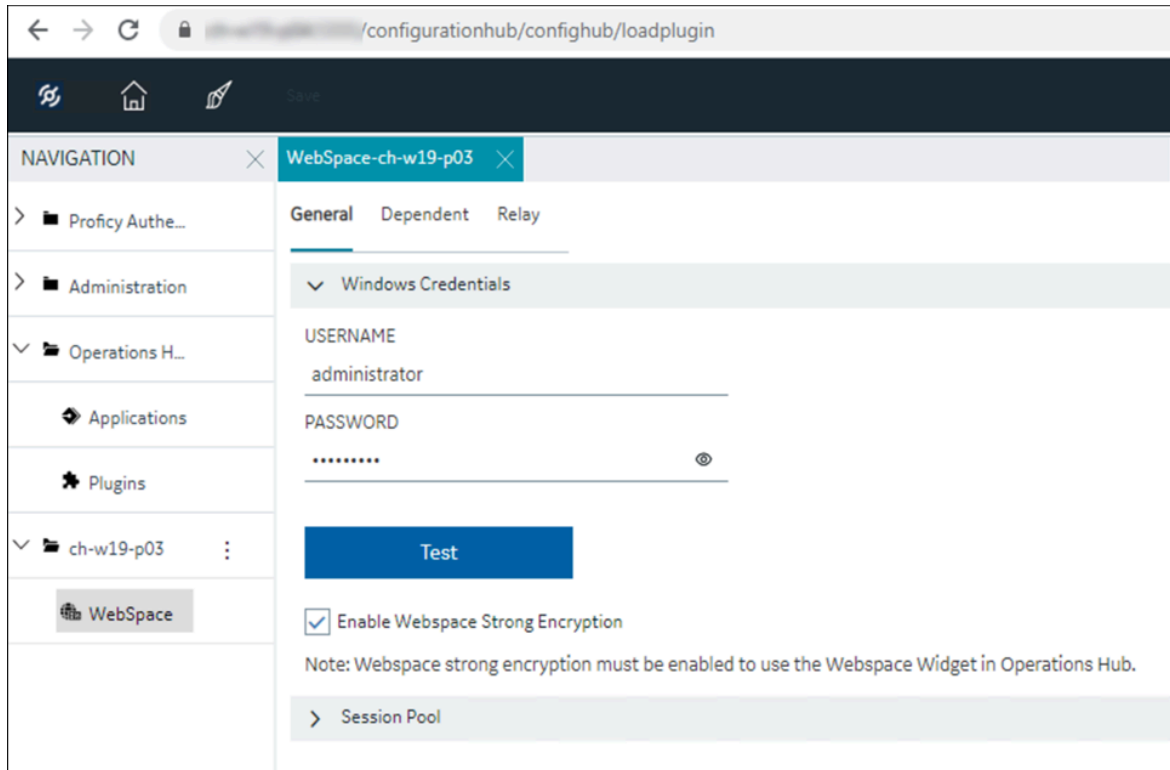 /configurationhub/confighub/loadplugin
Save
NAVIGATION
WebSpace-ch-w19-p03
Proficy Authe...
Administration
Operations H...
Applications
Plugins
ch-w19-p03
WebSpace
General Dependent Relay
Windows Credentials
USERNAME
administrator
PASSWORD
•••••••••
Test
Enable Webspace Strong Encryption
Note: Webspace strong encryption must be enabled to use the Webspace Widget in Operations Hub.
Session Pool